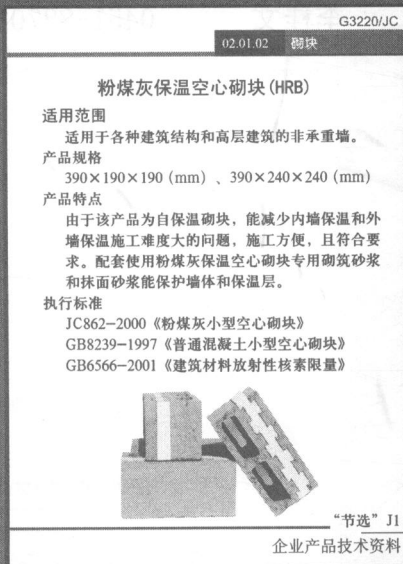 G3220/JC
02.01.02 砌块
粉煤灰保温空心砌块(HRB)
适用范围
适用于各种建筑结构和高层建筑的非承重墙。
产品规格
390×190×190 (mm) 、390×240×240 (mm)
产品特点
由于该产品为自保温砌块，能减少内墙保温和外
墙保温施工难度大的问题，施工方便，且符合要
求。配套使用粉煤灰保温空心砌块专用砌筑砂浆
和抹面砂浆能保护墙体和保温层。
执行标准
JC862—2000《粉煤灰小型空心砌块》
GB8239—1997《普通混凝土小型空心砌块》
GB6566—2001《建筑材料放射性核素限量》
“节选” J1
企业产品技术资料